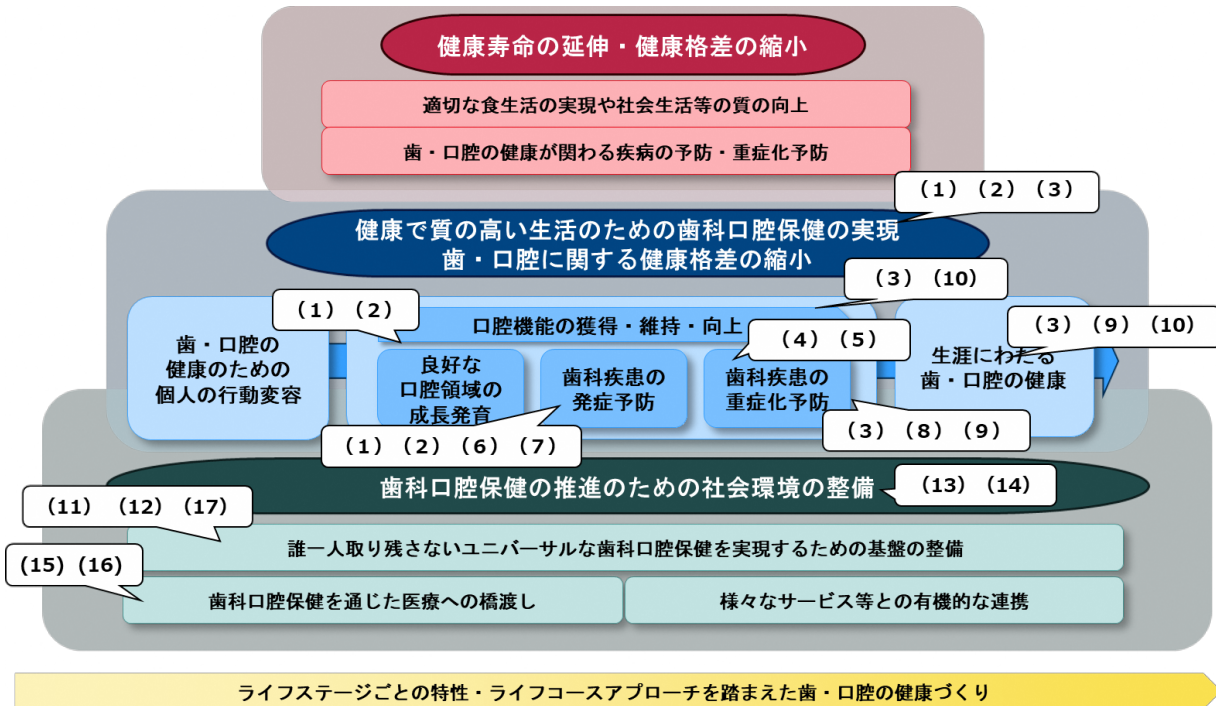 健康寿命の延伸・健康格差の縮小
適切な食生活の実現や社会生活等の質の向上
歯・口腔の健康が関わる疾病の予防・重症化予防
（1）（2）（3）
健康で質の高い生活のための歯科口腔保健の実現
歯・口腔に関する健康格差の縮小
（3）（10）
（1）（2）
口腔機能の獲得・維持・向上
（3）（9）（10）
（4）（5）
歯・口腔の
健康のための
個人の行動変容
良好な
口腔領域の
成長発育
歯科疾患の
発症予防
歯科疾患の
重症化予防
生涯にわたる
歯・口腔の健康
（1）（2）（6）（7）
（3）（8）（9）
歯科口腔保健の推進のための社会環境の整備
（13）（14）
（11）（12）（17）
誰一人取り残さないユニバーサルな歯科口腔保健を実現するための基盤の整備
（15）（16）
歯科口腔保健を通じた医療への橋渡し
様々なサービス等との有機的な連携
ライフステージごとの特性・ライフコースアプローチを踏まえた歯・口腔の健康づくり